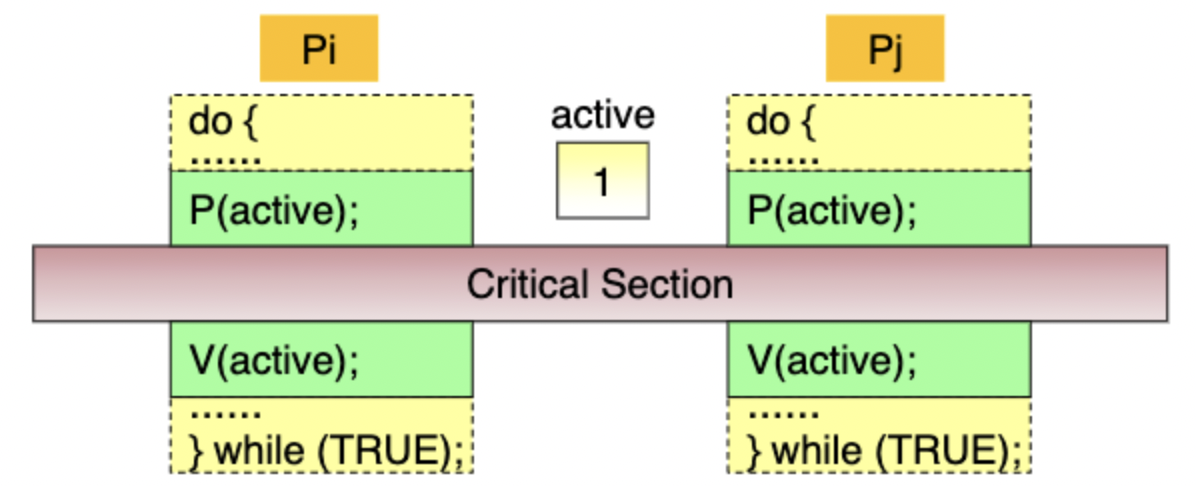 Pi
Pj
active
1
do {
......
P(active);
do {
......
P(active);
Critical Section
V(active);
......
} while (TRUE);
V(active);
......
} while (TRUE);